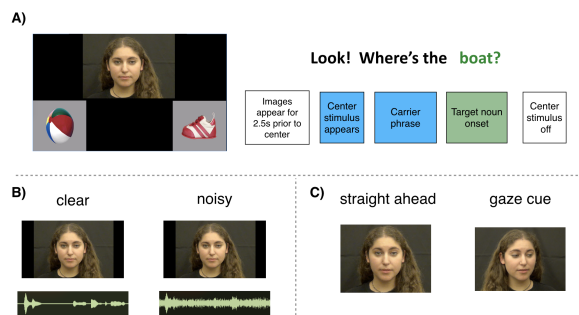 A)
Look! Where's the boat?
Images
appear for
2.5s prior to
center
Center
stimulus
appears
Carrier
phrase
Target noun
onset
Center
stimulus
off
B)
clear
noisy
C)
straight ahead
gaze cue